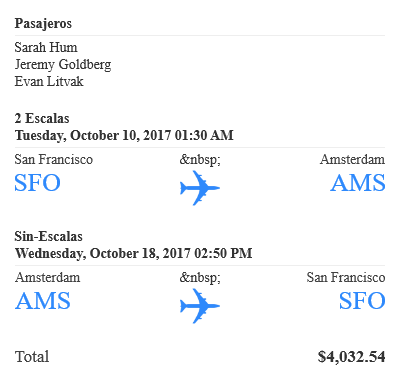 Pasajeros
Sarah Hum
Jeremy Goldberg
Evan Litvak
2 Escalas
Tuesday, October 10, 2017 01:30 AM
San Francisco &nbsp; Amsterdam
SFO AMS
Sin-Escalas
Wednesday, October 18, 2017 02:50 PM
Amsterdam &nbsp; San Francisco
AMS SFO
Total $4,032.54